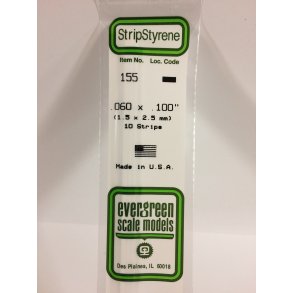 StripStyrene
Item No. Loc. Code
155
.060 x .100"
(1.5 x 2.5 mm)
10 Strips
Made in U.S.A.
evergreen
scale models
Des Plaines, IL 60018